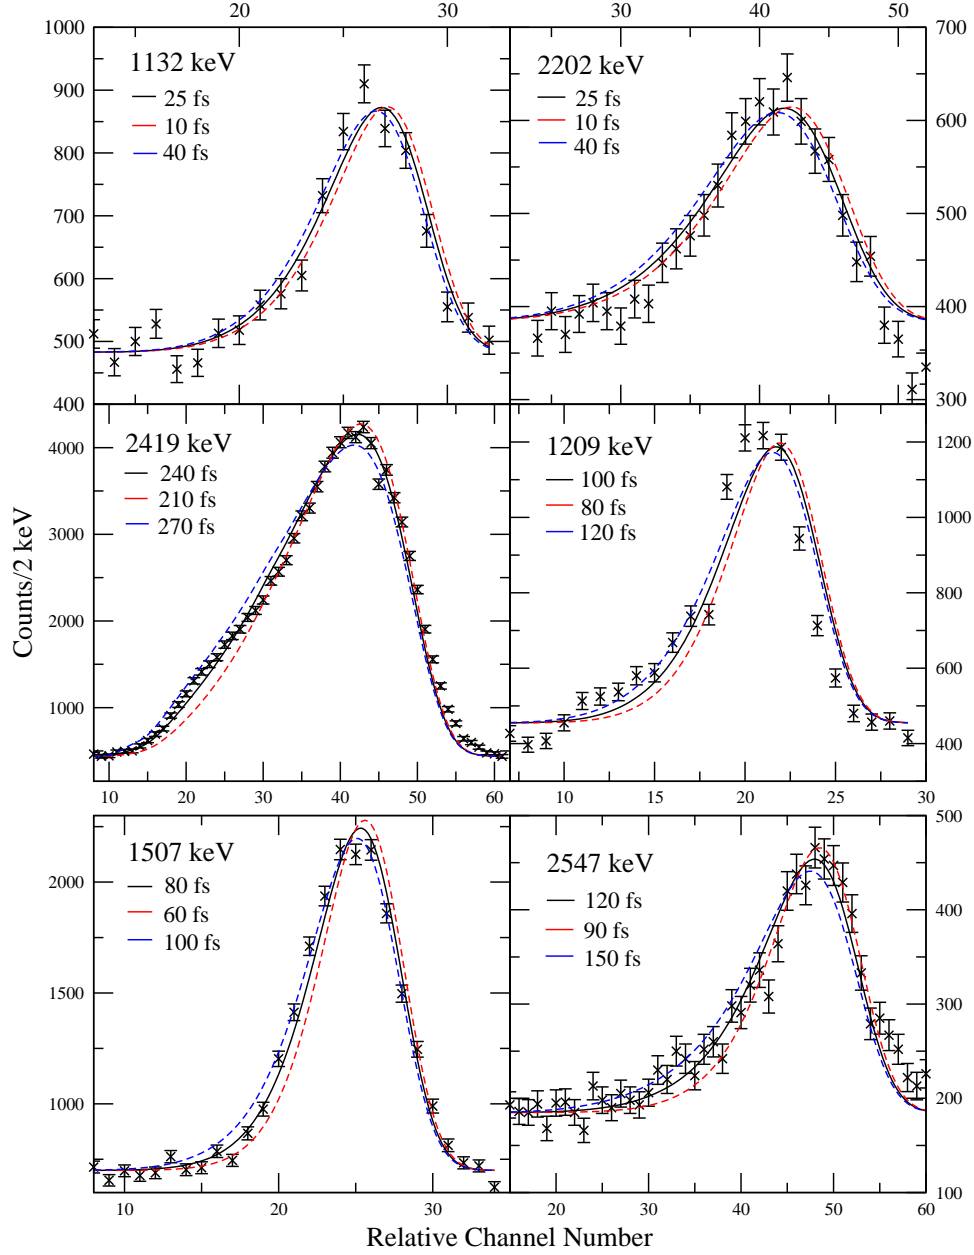 20 30
30 40 50
1132 keV
25 fs
10 fs
40 fs
1000
900
800
700
600
500
400
2202 keV
25 fs
10 fs
40 fs
700
600
500
400
300
2419 keV
240 fs
210 fs
270 fs
4000
3000
2000
1000
10 20 30 40 50 60
1209 keV
100 fs
80 fs
120 fs
1200
1000
800
600
400
10 15 20 25 30
1507 keV
80 fs
60 fs
100 fs
2000
1500
1000
10 20 30
2547 keV
120 fs
90 fs
150 fs
500
400
300
200
100
20 30 40 50 60
Counts/2 keV
Relative Channel Number